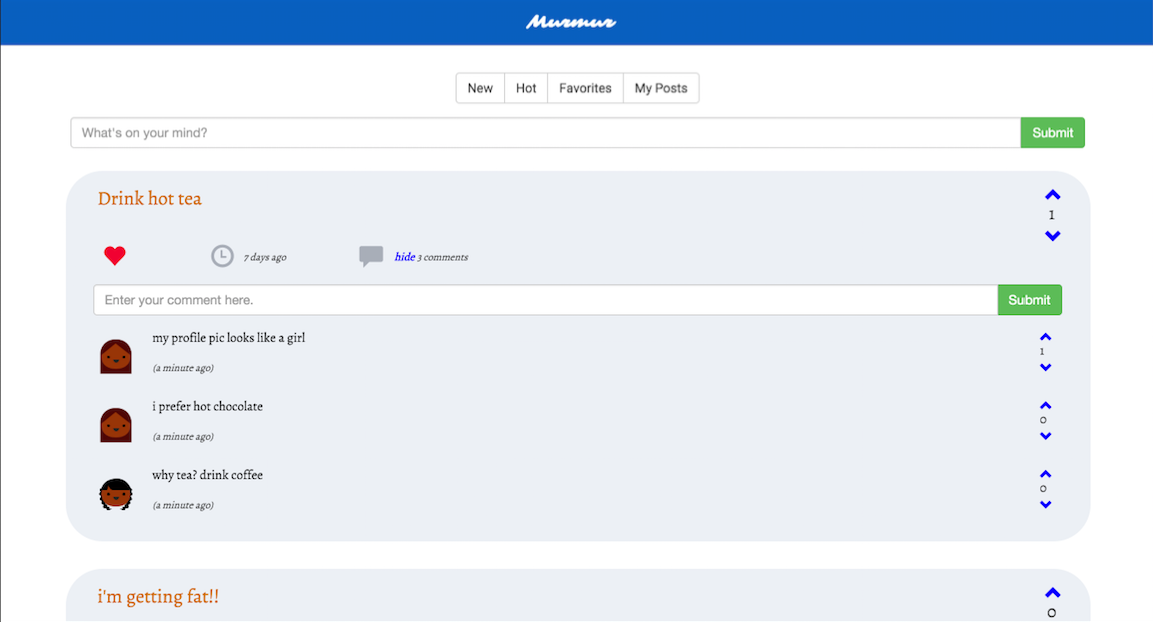 Murmur
New Hot Favorites My Posts
What's on your mind? Submit
Drink hot tea
1
7 days ago hide 3 comments
Enter your comment here. Submit
my profile pic looks like a girl
1
(a minute ago)
i prefer hot chocolate
0
(a minute ago)
why tea? drink coffee
0
(a minute ago)
i'm getting fat!!
0